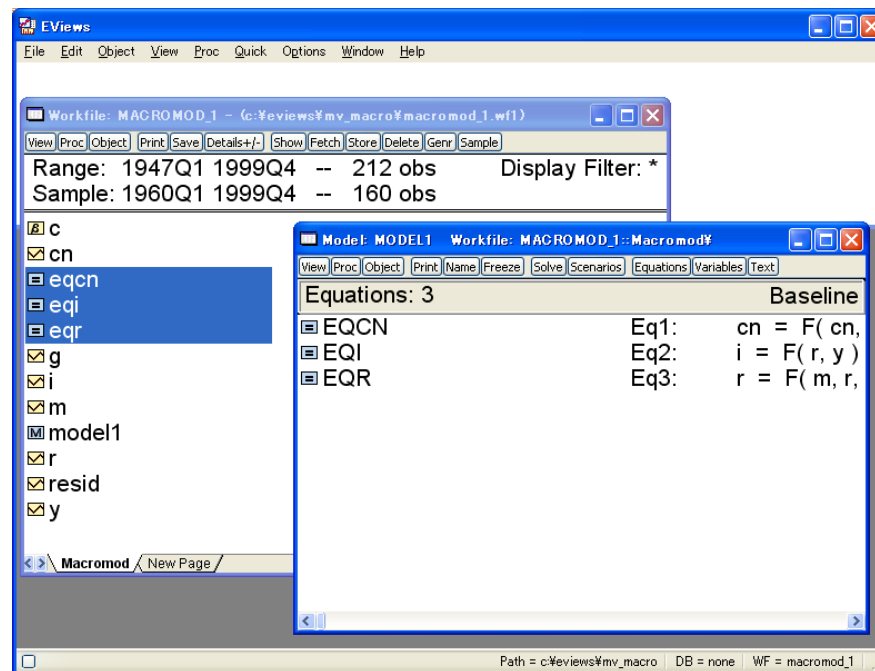 EViews
File Edit Object View Proc Quick Options Window Help
Workfile: MACROMOD_1 - (c:¥eviews¥mv_macro¥macromod_1.wf1)
View Proc Object Print Save Details+/- Show Fetch Store Delete Genr Sample
Range: 1947Q1 1999Q4 -- 212 obs Display Filter: *
Sample: 1960Q1 1999Q4 -- 160 obs
c
cn
eqcn
eqi
eqr
g
i
m
model1
r
resid
y
Macromod New Page
Model: MODEL1 Workfile: MACROMOD_1::Macromod¥
View Proc Object Print Name Freeze Solve Scenarios Equations Variables Text
Equations: 3 Baseline
EQCN Eq1: cn = F( cn,
EQI Eq2: i = F( r, y )
EQR Eq3: r = F( m, r,
Path = c:¥eviews¥mv_macro DB = none WF = macromod_1